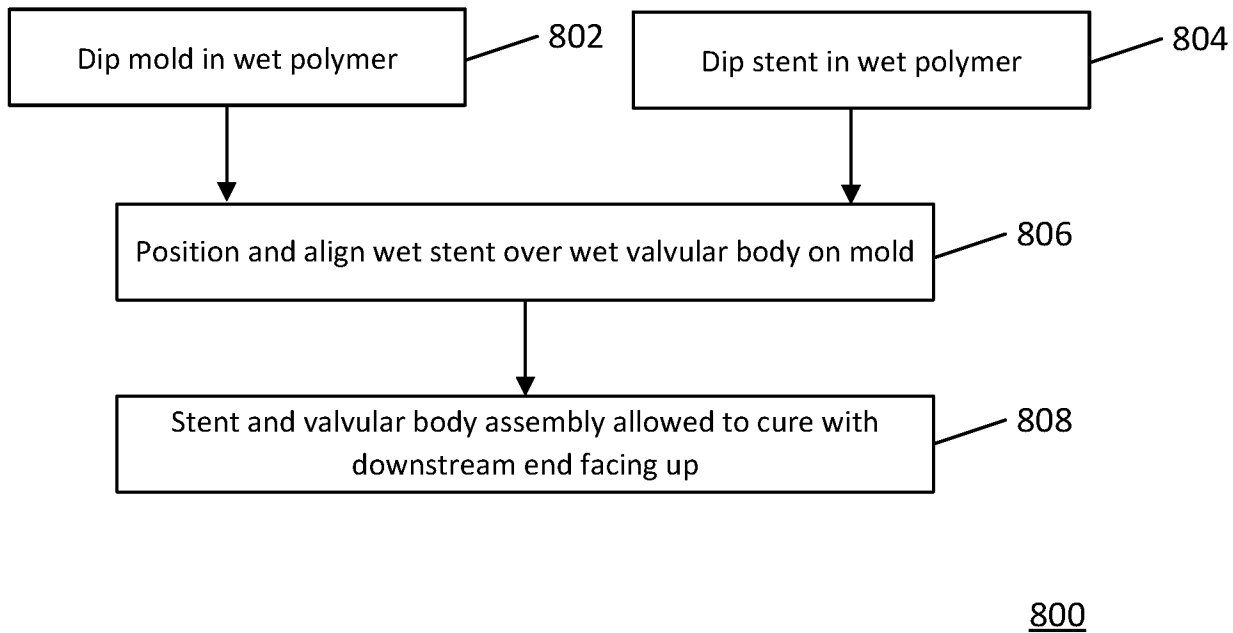 Dip mold in wet polymer
802
Dip stent in wet polymer
804
Position and align wet stent over wet valvular body on mold
806
Stent and valvular body assembly allowed to cure with
downstream end facing up
808
800